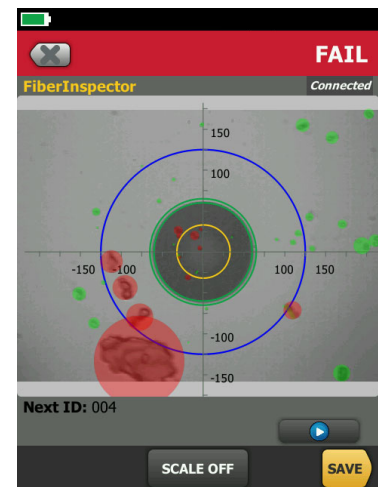 FAIL
FiberInspector Connected
150
100
-150 -100 100 150
-100
-150
Next ID: 004
SCALE OFF SAVE